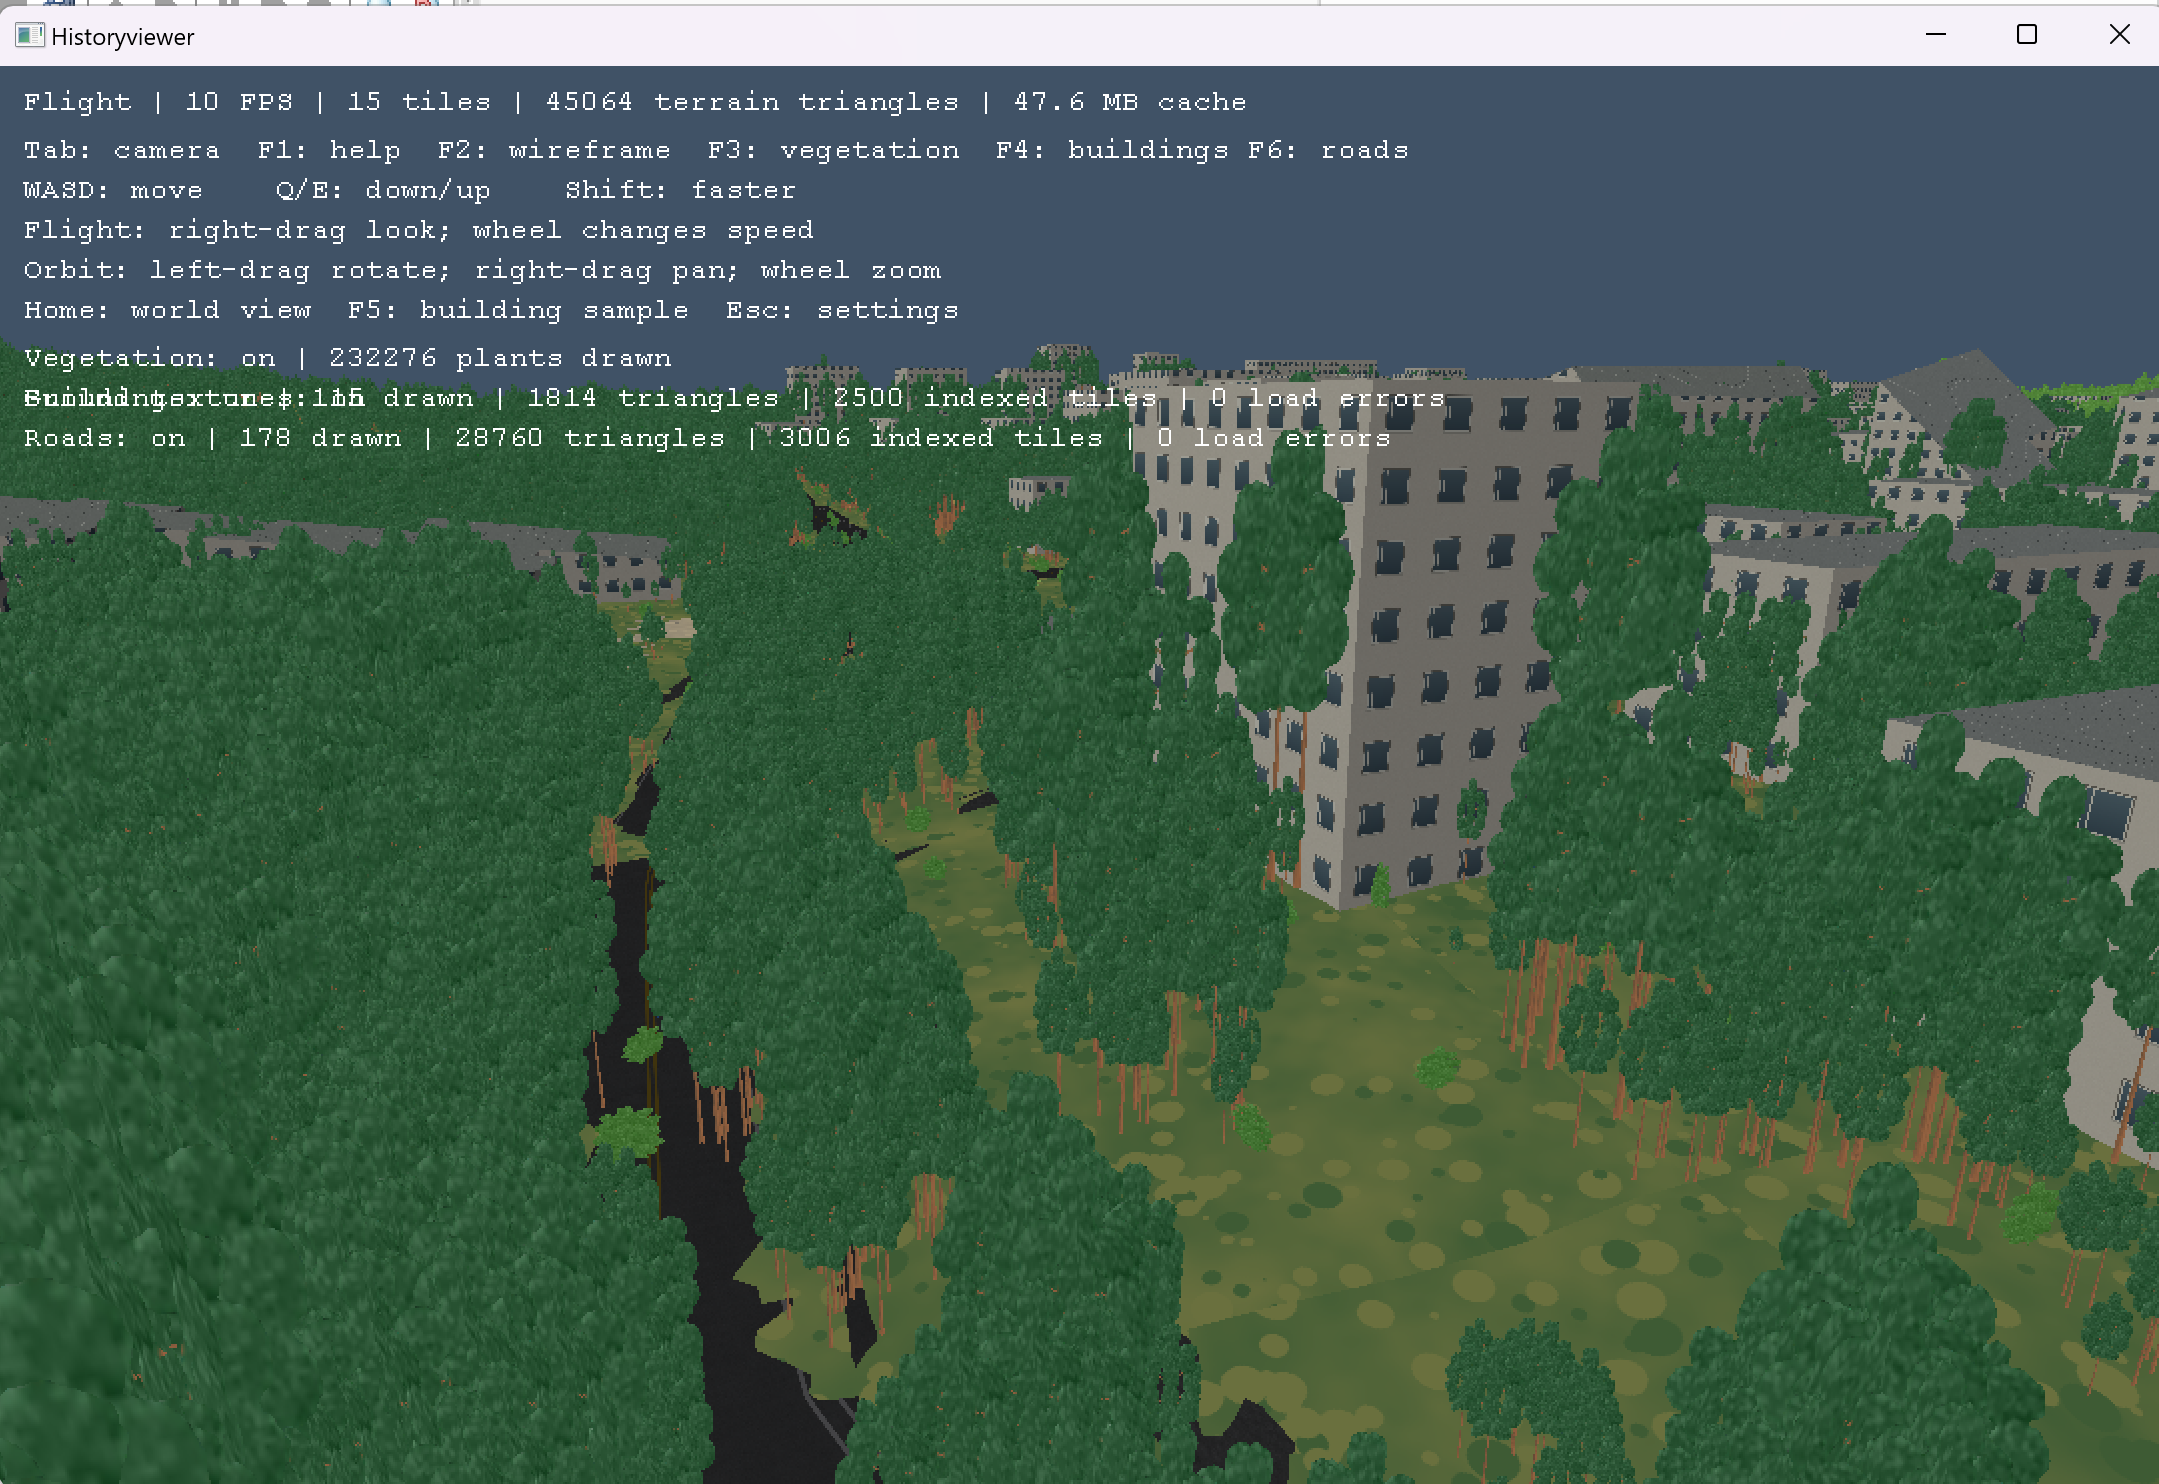 Historyviewer
Flight | 10 FPS | 15 tiles | 45064 terrain triangles | 47.6 MB cache
Tab: camera  F1: help  F2: wireframe  F3: vegetation  F4: buildings F6: roads
WASD: move    Q/E: down/up    Shift: faster
Flight: right-drag look; wheel changes speed
Orbit: left-drag rotate; right-drag pan; wheel zoom
Home: world view  F5: building sample  Esc: settings
Vegetation: on | 232276 plants drawn
drawn | 1814 triangles | 2500 indexed tiles | 0 load errors
Roads: on | 178 drawn | 28760 triangles | 3006 indexed tiles | 0 load errors